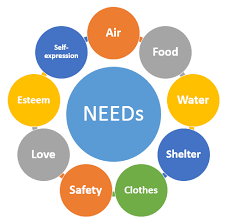 Air
Food
Water
Shelter
Clothes
Safety
Love
Esteem
Self-
expression
NEEDs